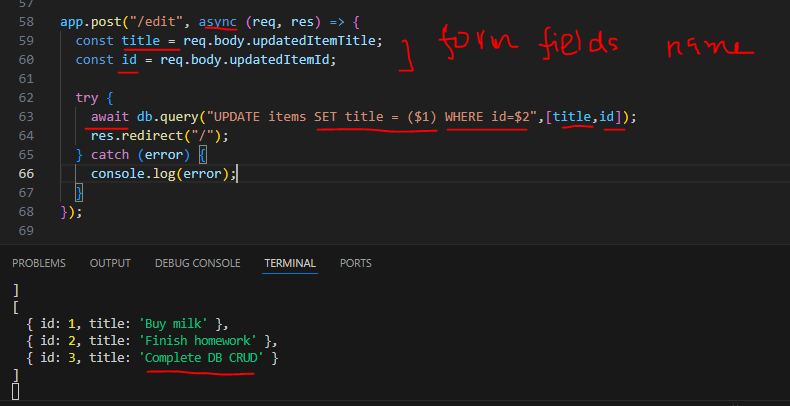 57
58 app.post("/edit", async (req, res) => {
59 const title = req.body.updatedItemTitle;
60 const id = req.body.updatedItemId;
form fields name
61
62 try {
63 await db.query("UPDATE items SET title = ($1) WHERE id=$2",[title,id]);
64 res.redirect("/");
65 } catch (error) {
66 console.log(error);
67 }
68 });
69
PROBLEMS OUTPUT DEBUG CONSOLE TERMINAL PORTS
]
[
{ id: 1, title: 'Buy milk' },
{ id: 2, title: 'Finish homework' },
{ id: 3, title: 'Complete DB CRUD' }
]